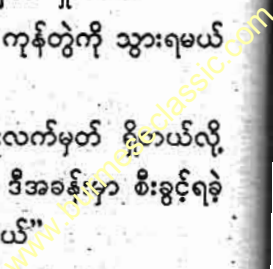 ကုန်တွဲကို သွားရမယ်
လက်မှတ် ရှိတယ်လို့
ဒီအခန်းမှာ စီးခွင့်ရခဲ့
ယ်”
www.burmeseclassic.com